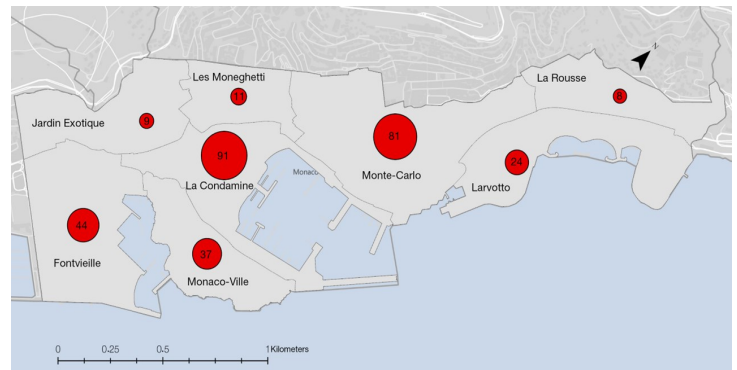 Les Moneghetti
11
La Rousse
8
Jardin Exotique
9
81
91
24
La Condamine
Monaco
Monte-Carlo
Larvotto
44
37
Fontvieille
Monaco-Ville
0 0.25 0.5 1 Kilometers